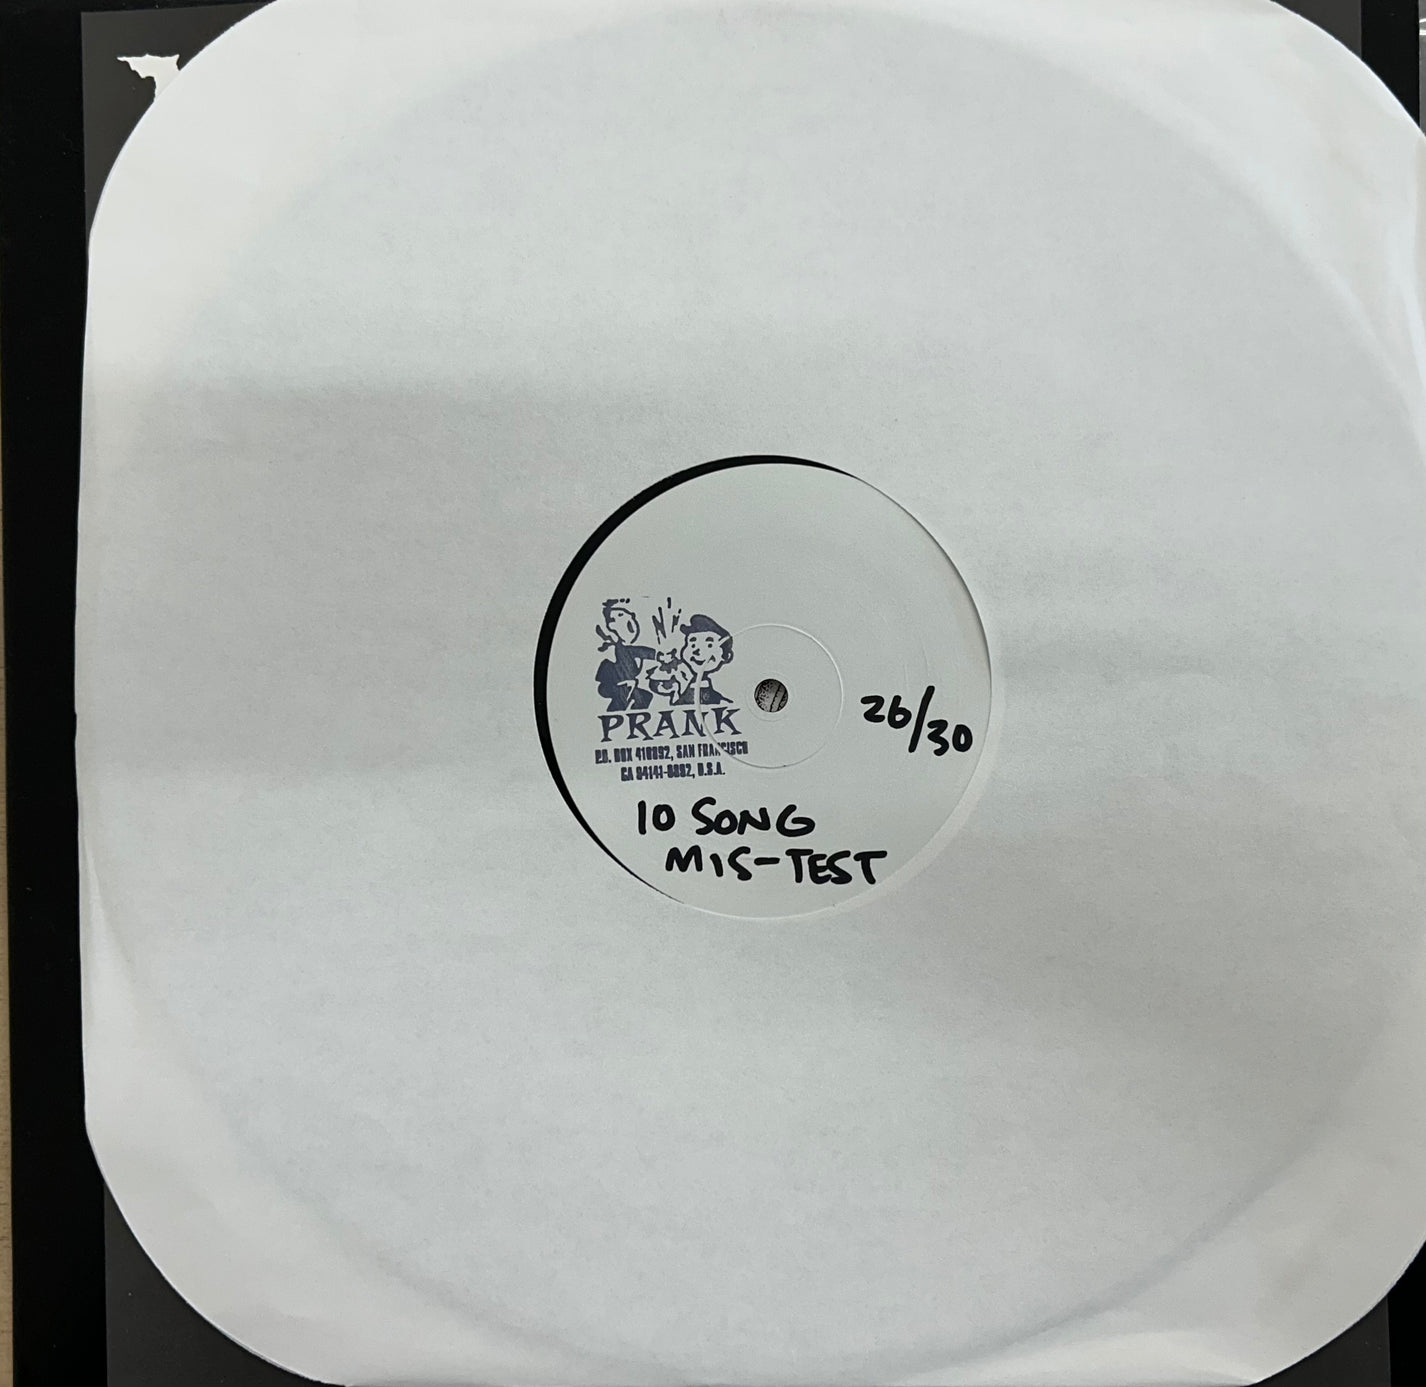 PRANK
P.O. BOX 410892, SAN FRANCISCO
CA 94141-0892, U.S.A.
26/30
10 SONG
MIS-TEST